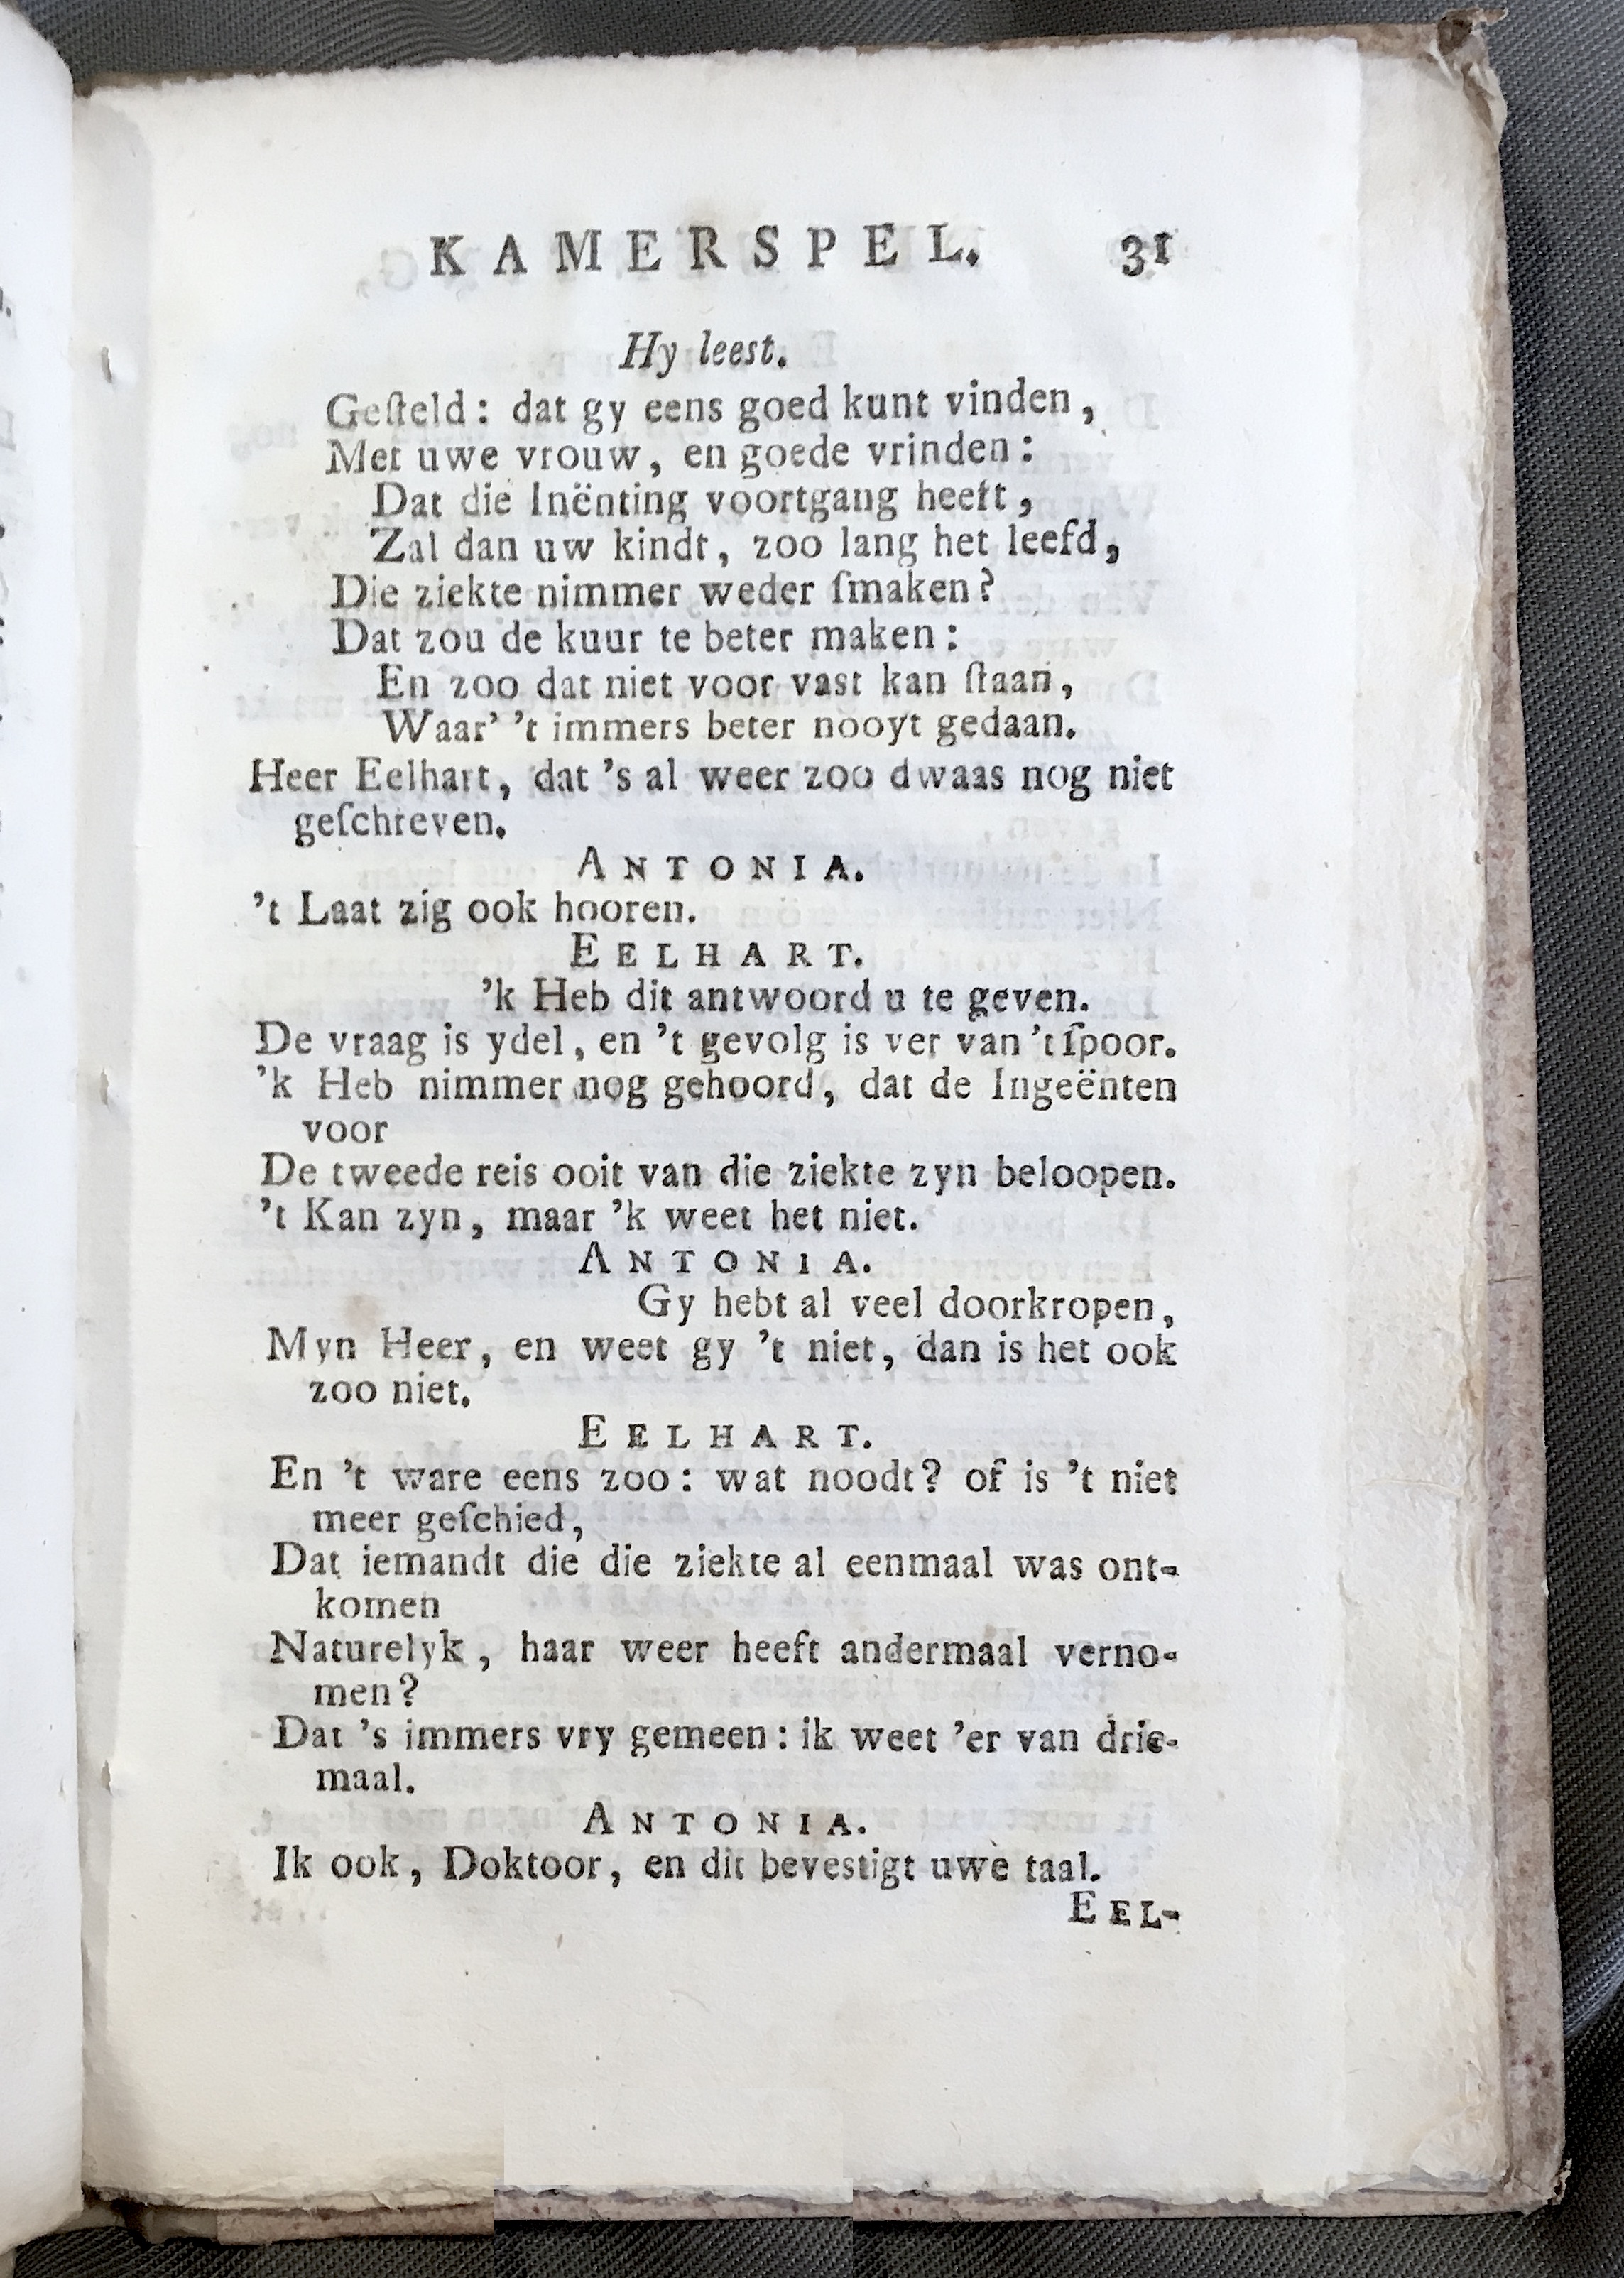 KAMERSPEL. 31
Hy leest.
Geſteld: dat gy eens goed kunt vinden,
Met uwe vrouw, en goede vrinden:
Dat die Inënting voortgang heeft,
Zal dan uw kindt, zoo lang het leefd,
Die ziekte nimmer weder ſmaken?
Dat zou de kuur te beter maken:
En zoo dat niet voor vast kan ſtaan,
Waar' 't immers beter nooyt gedaan.
Heer Eelhart, dat 's al weer zoo dwaas nog niet
geſchreven.
ANTONIA.
't Laat zig ook hooren.
EELHART.
'k Heb dit antwoord u te geven.
De vraag is ydel, en 't gevolg is ver van 't ſpoor.
'k Heb nimmer nog gehoord, dat de Ingeënten
voor
De tweede reis ooit van die ziekte zyn beloopen.
't Kan zyn, maar 'k weet het niet.
ANTONIA.
Gy hebt al veel doorkropen,
Myn Heer, en weet gy 't niet, dan is het ook
zoo niet.
EELHART.
En 't ware eens zoo: wat noodt? of is 't niet
meer geſchied,
Dat iemandt die die ziekte al eenmaal was ont-
komen
Naturelyk, haar weer heeft andermaal verno-
men?
Dat 's immers vry gemeen: ik weet 'er van drie-
maal.
ANTONIA.
Ik ook, Doktoor, en dit bevestigt uwe taal.
EEL-